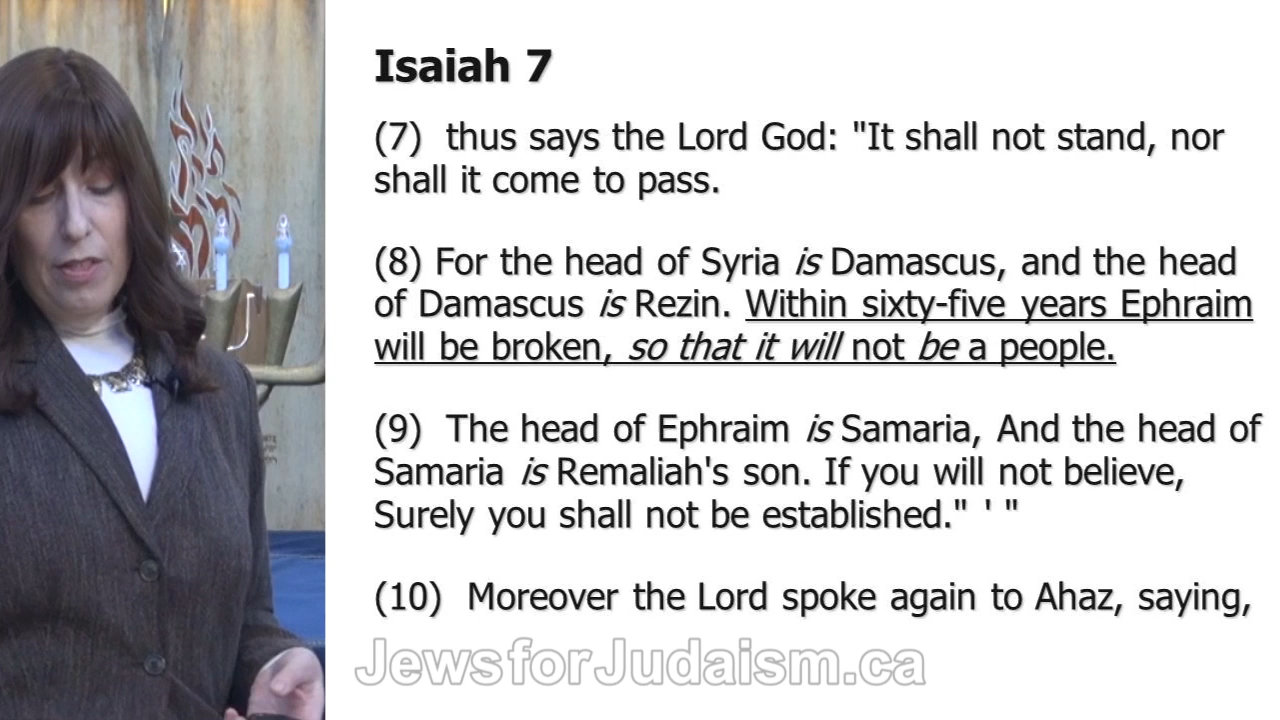 Isaiah 7
(7) thus says the Lord God: "It shall not stand, nor
shall it come to pass.
(8) For the head of Syria is Damascus, and the head
of Damascus is Rezin. Within sixty-five years Ephraim
will be broken, so that it will not be a people.
(9) The head of Ephraim is Samaria, And the head of
Samaria is Remaliah's son. If you will not believe,
Surely you shall not be established." ' "
(10) Moreover the Lord spoke again to Ahaz, saying,
JewsforJudaism.ca